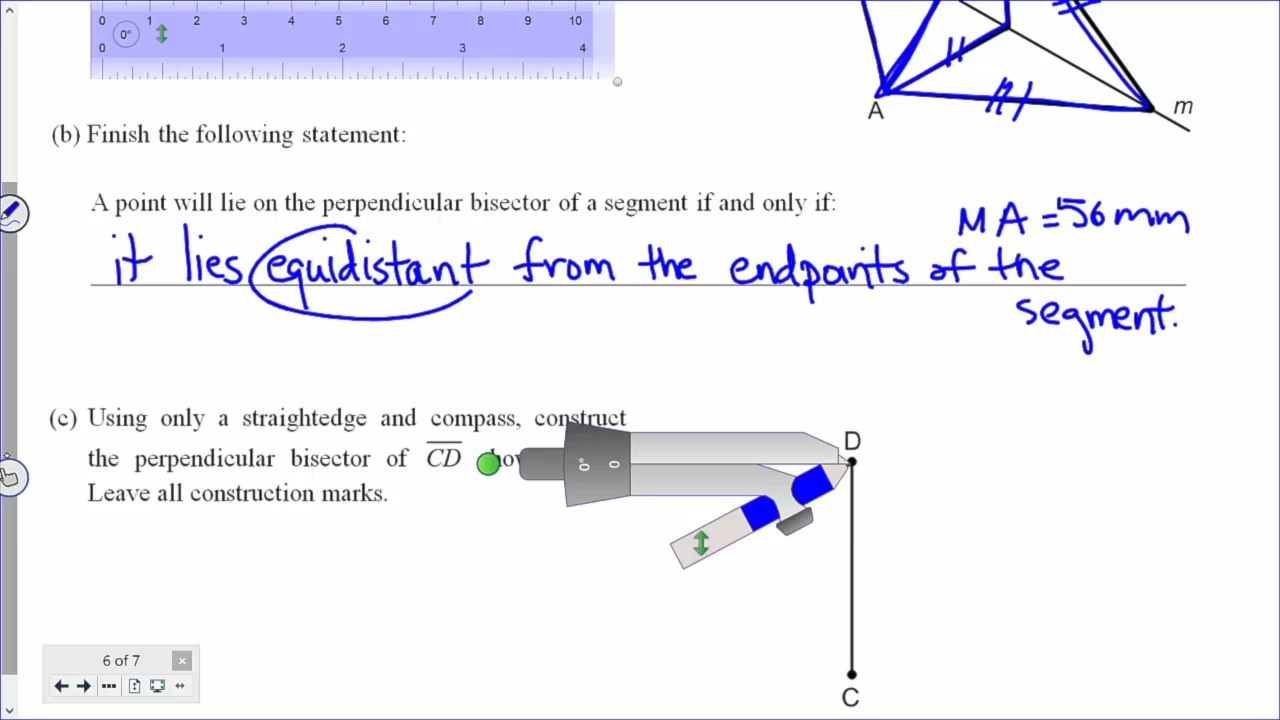 0 1 2 3 4 5 6 7 8 9 10
0°
0 1 2 3 4
A
m
(b) Finish the following statement:
A point will lie on the perpendicular bisector of a segment if and only if:
MA = 56 mm
it lies equidistant from the endpoints of the
segment.
(c) Using only a straightedge and compass, construct
the perpendicular bisector of CD
Leave all construction marks.
0° 0
D
C
6 of 7